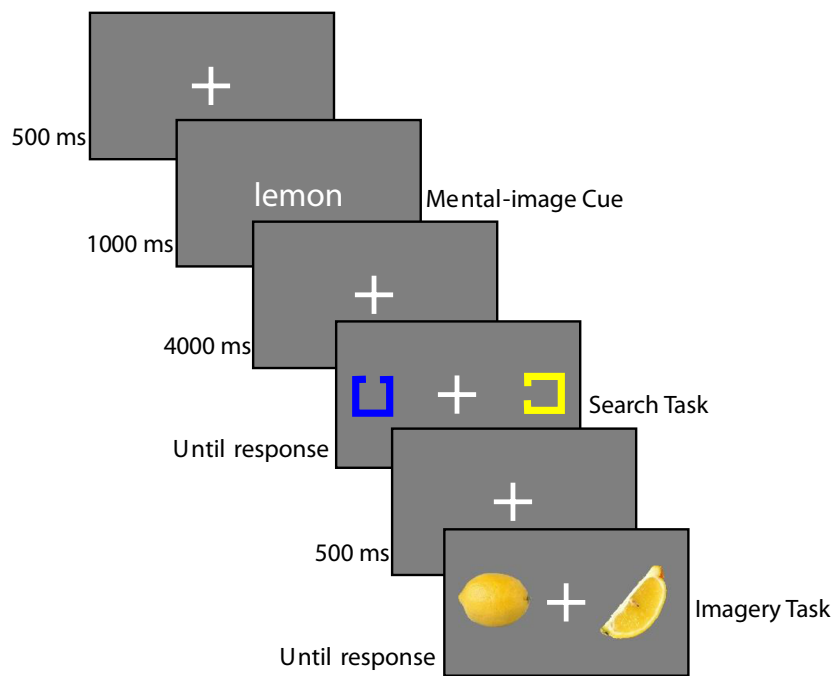 500 ms
lemon
Mental-image Cue
1000 ms
4000 ms
Search Task
Until response
500 ms
Imagery Task
Until response